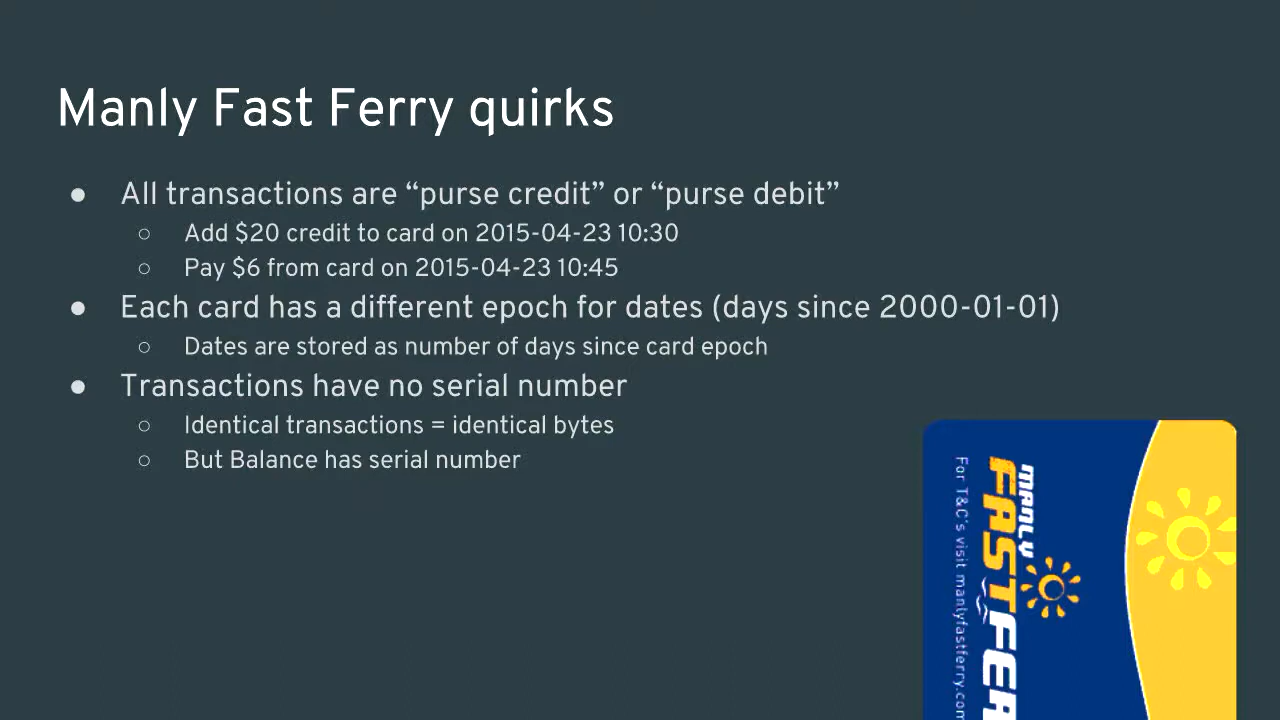 Manly Fast Ferry quirks
● All transactions are “purse credit” or “purse debit”
○ Add $20 credit to card on 2015-04-23 10:30
○ Pay $6 from card on 2015-04-23 10:45
● Each card has a different epoch for dates (days since 2000-01-01)
○ Dates are stored as number of days since card epoch
● Transactions have no serial number
○ Identical transactions = identical bytes
○ But Balance has serial number
MANLY
FASTFER
For T&C's visit manlyfastferry.com